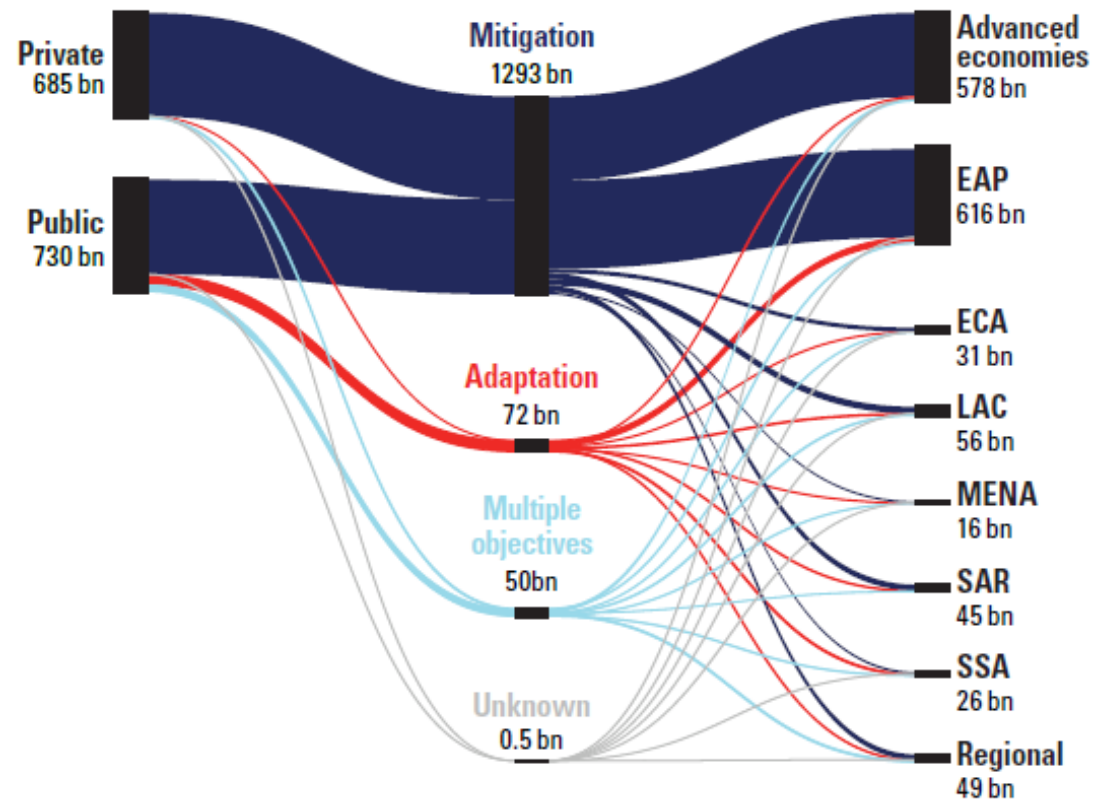 Private
685 bn
Public
730 bn
Mitigation
1293 bn
Adaptation
72 bn
Multiple
objectives
50bn
Unknown
0.5 bn
Advanced
economies
578 bn
EAP
616 bn
ECA
31 bn
LAC
56 bn
MENA
16 bn
SAR
45 bn
SSA
26 bn
Regional
49 bn